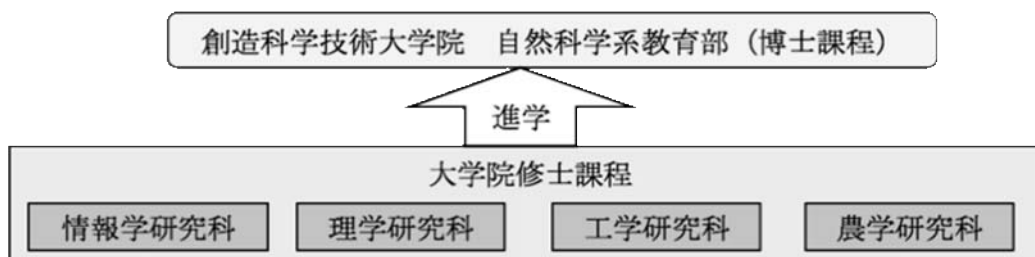 創造科学技術大学院　自然科学系教育部（博士課程）
進学
大学院修士課程
情報学研究科　理学研究科　工学研究科　農学研究科